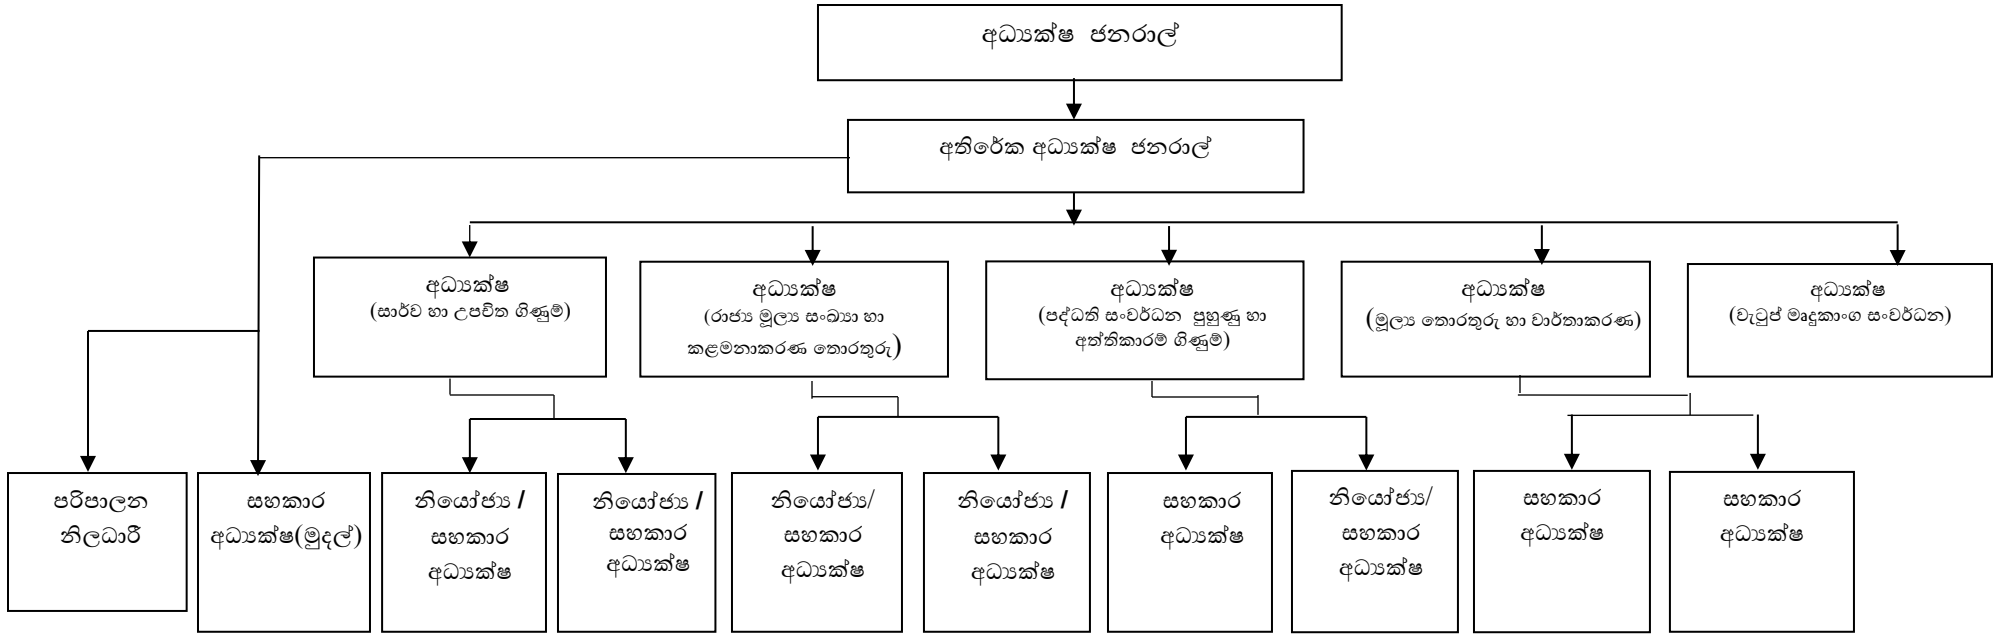 අධ්‍යක්ෂ ජනරාල්
අතිරේක අධ්‍යක්ෂ ජනරාල්
අධ්‍යක්ෂ
(සාර්ව හා උපචිත ගිණුම්)
අධ්‍යක්ෂ
(රාජ්‍ය මූල්‍ය සංඛ්‍යා හා
කළමනාකරණ තොරතුරු)
අධ්‍යක්ෂ
(පද්ධති සංවර්ධන පුහුණු හා
අත්තිකාරම් ගිණුම්)
අධ්‍යක්ෂ
(මූල්‍ය තොරතුරු හා වාර්තාකරණ)
අධ්‍යක්ෂ
(වැටුප් මෘදුකාංග සංවර්ධන)
පරිපාලන
නිලධාරී
සහකාර
අධ්‍යක්ෂ(මුදල්)
නියෝජ්‍ය /
සහකාර
අධ්‍යක්ෂ
නියෝජ්‍ය /
සහකාර
අධ්‍යක්ෂ
නියෝජ්‍ය/
සහකාර
අධ්‍යක්ෂ
නියෝජ්‍ය /
සහකාර
අධ්‍යක්ෂ
සහකාර
අධ්‍යක්ෂ
නියෝජ්‍ය/
සහකාර
අධ්‍යක්ෂ
සහකාර
අධ්‍යක්ෂ
සහකාර
අධ්‍යක්ෂ